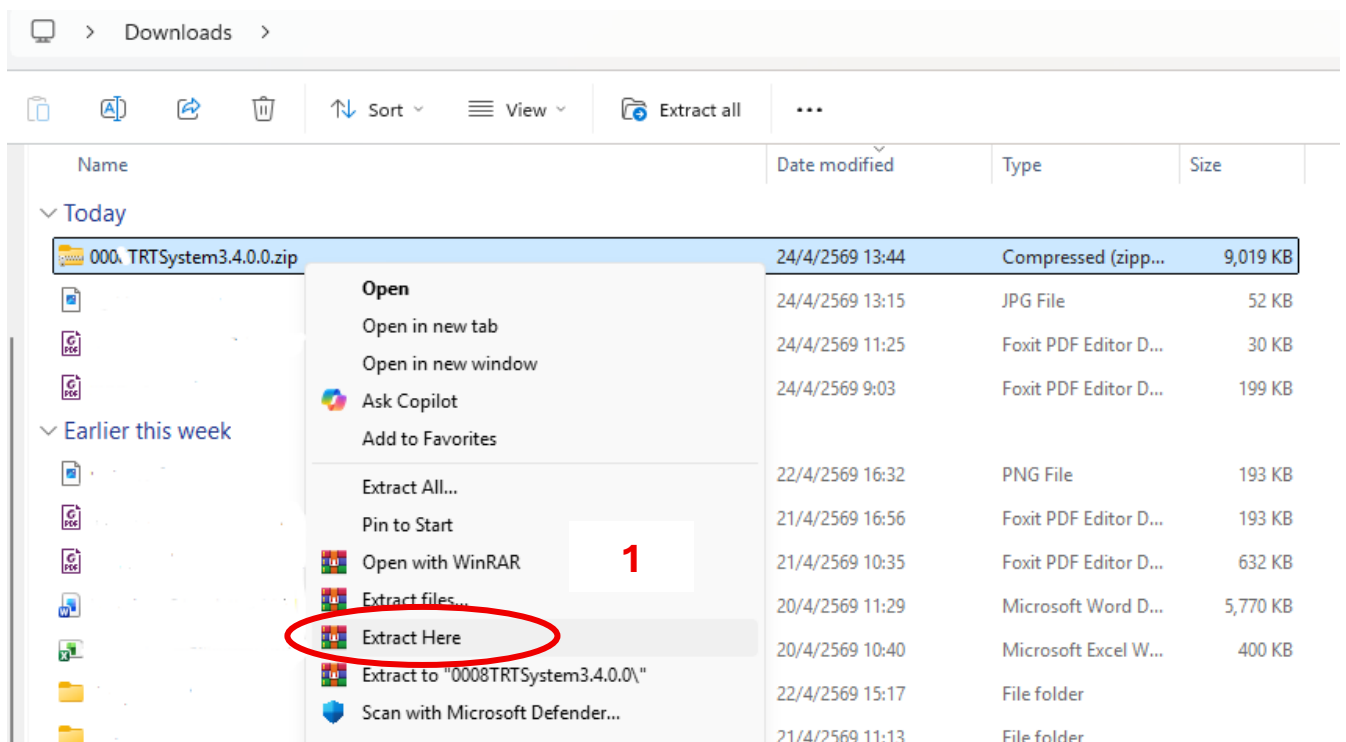 Downloads
Sort View Extract all ...
Name Date modified Type Size
Today
TRTSystem3.4.0.0.zip 24/4/2569 13:44 Compressed (zipp... 9,019 KB
Open
24/4/2569 13:15 JPG File 52 KB
Open in new tab
24/4/2569 11:25 Foxit PDF Editor D... 30 KB
Open in new window
24/4/2569 9:03 Foxit PDF Editor D... 199 KB
Ask Copilot
Earlier this week
Add to Favorites
22/4/2569 16:32 PNG File 193 KB
Extract All...
21/4/2569 16:56 Foxit PDF Editor D... 193 KB
Pin to Start
Open with WinRAR 1 21/4/2569 10:35 Foxit PDF Editor D... 632 KB
Extract files... 20/4/2569 11:29 Microsoft Word D... 5,770 KB
Extract Here 20/4/2569 10:40 Microsoft Excel W... 400 KB
Extract to "0008TRTSystem3.4.0.0\"
22/4/2569 15:17 File folder
Scan with Microsoft Defender...
21/4/2569 11:13 File folder